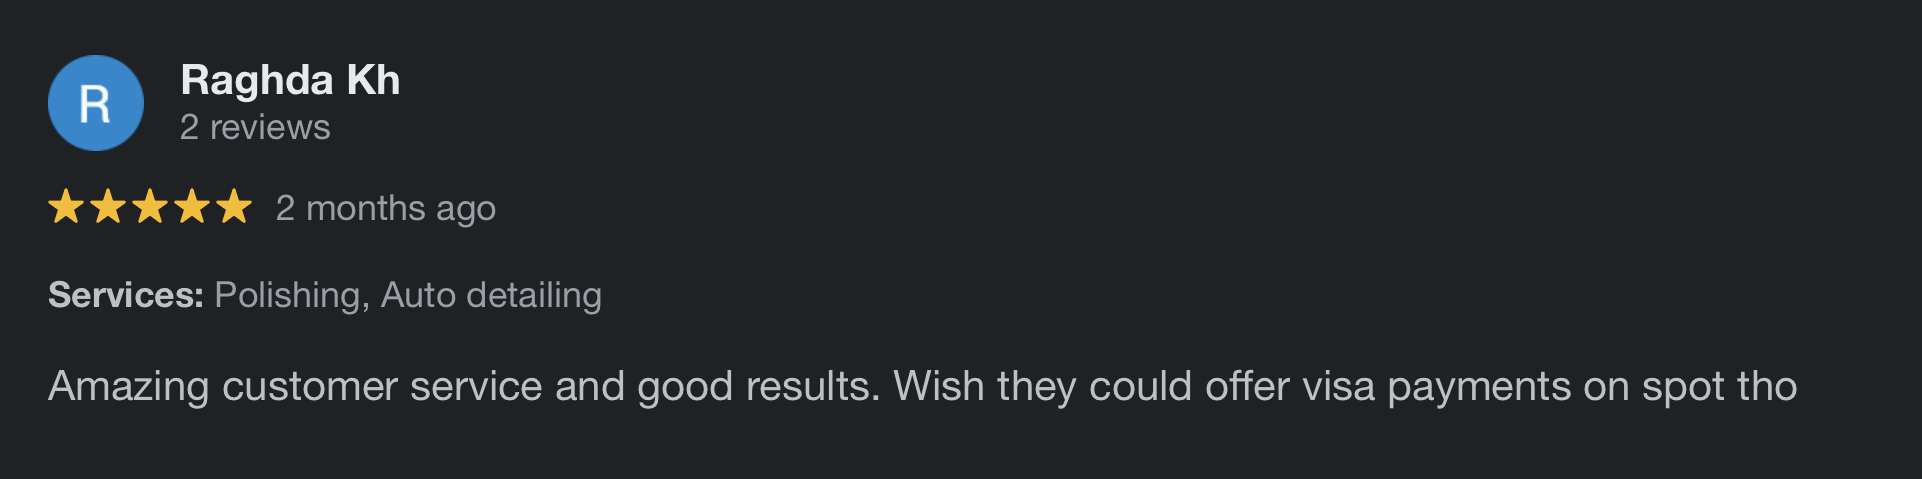 R
Raghda Kh
2 reviews
2 months ago
Services: Polishing, Auto detailing
Amazing customer service and good results. Wish they could offer visa payments on spot tho